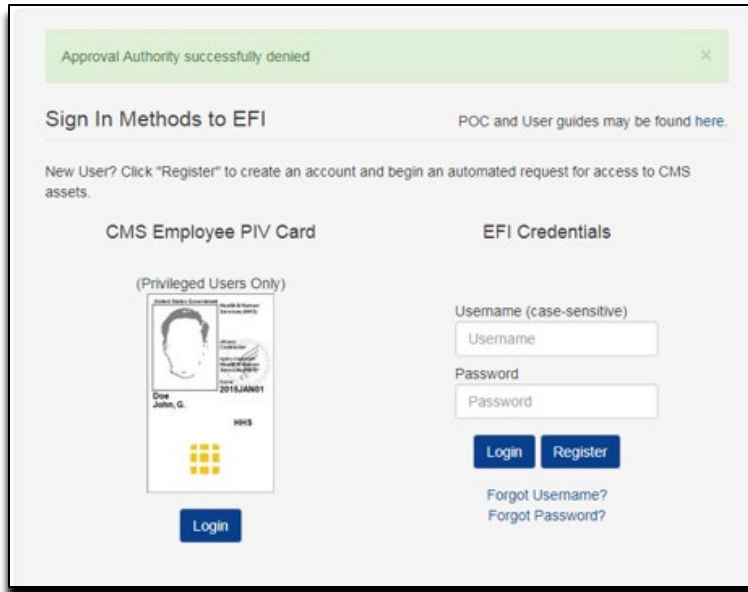 Approval Authority successfully denied ×
Sign In Methods to EFI
POC and User guides may be found here.
New User? Click "Register" to create an account and begin an automated request for access to CMS
assets.
CMS Employee PIV Card
(Privileged Users Only)
United States Government
Health & Human
Services (HHS)
Contractor
2015JAN01
Doe
John, G.
HHS
Login
EFI Credentials
Username (case-sensitive)
Username
Password
Password
Login
Register
Forgot Username?
Forgot Password?